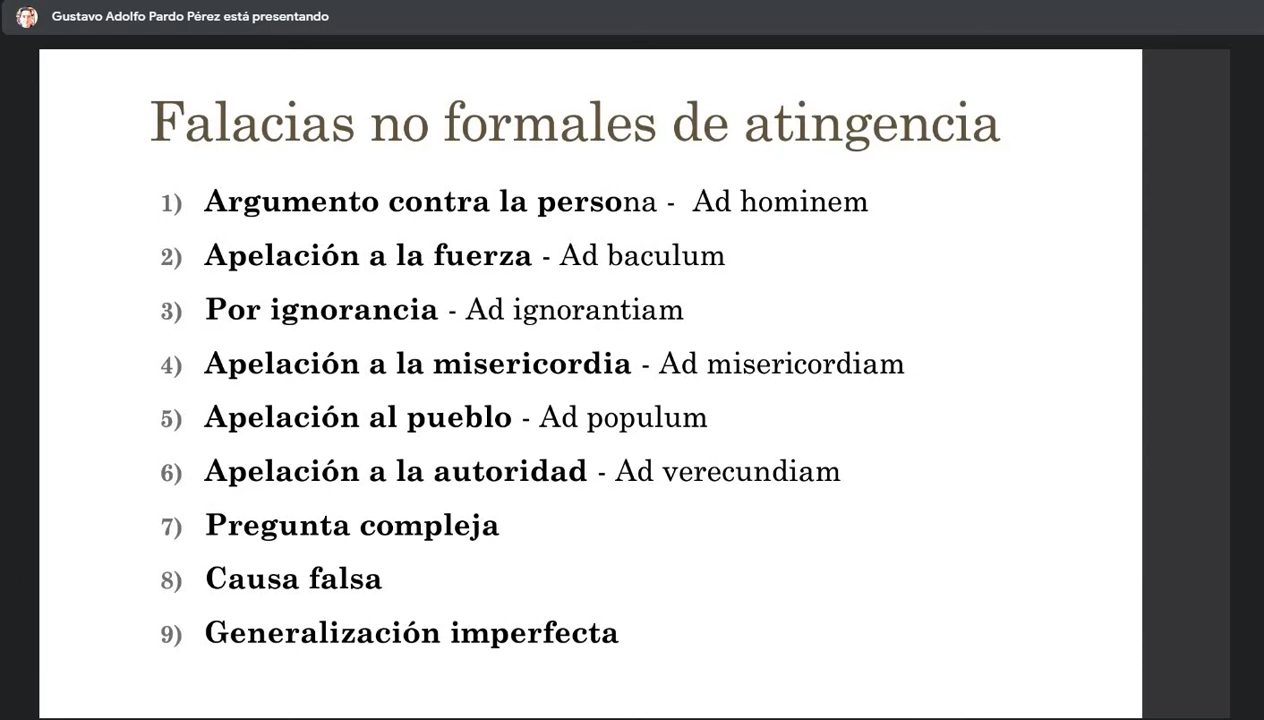 Gustavo Adolfo Pardo Pérez está presentando
Falacias no formales de atingencia
1) Argumento contra la persona - Ad hominem
2) Apelación a la fuerza - Ad baculum
3) Por ignorancia - Ad ignorantiam
4) Apelación a la misericordia - Ad misericordiam
5) Apelación al pueblo - Ad populum
6) Apelación a la autoridad - Ad verecundiam
7) Pregunta compleja
8) Causa falsa
9) Generalización imperfecta